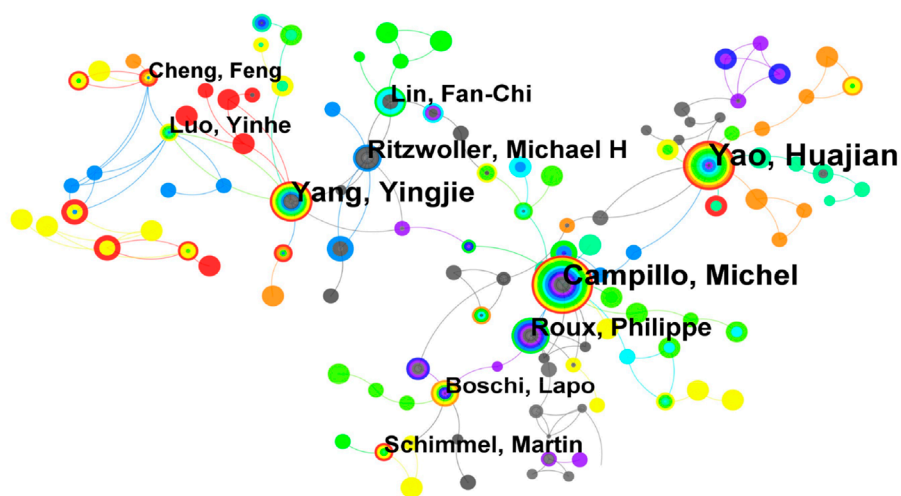 Cheng, Feng
Lin, Fan-Chi
Luo, Yinhe
Ritzwoller, Michael H
Yao, Huajian
Yang, Yingjie
Campillo, Michel
Roux, Philippe
Boschi, Lapo
Schimmel, Martin